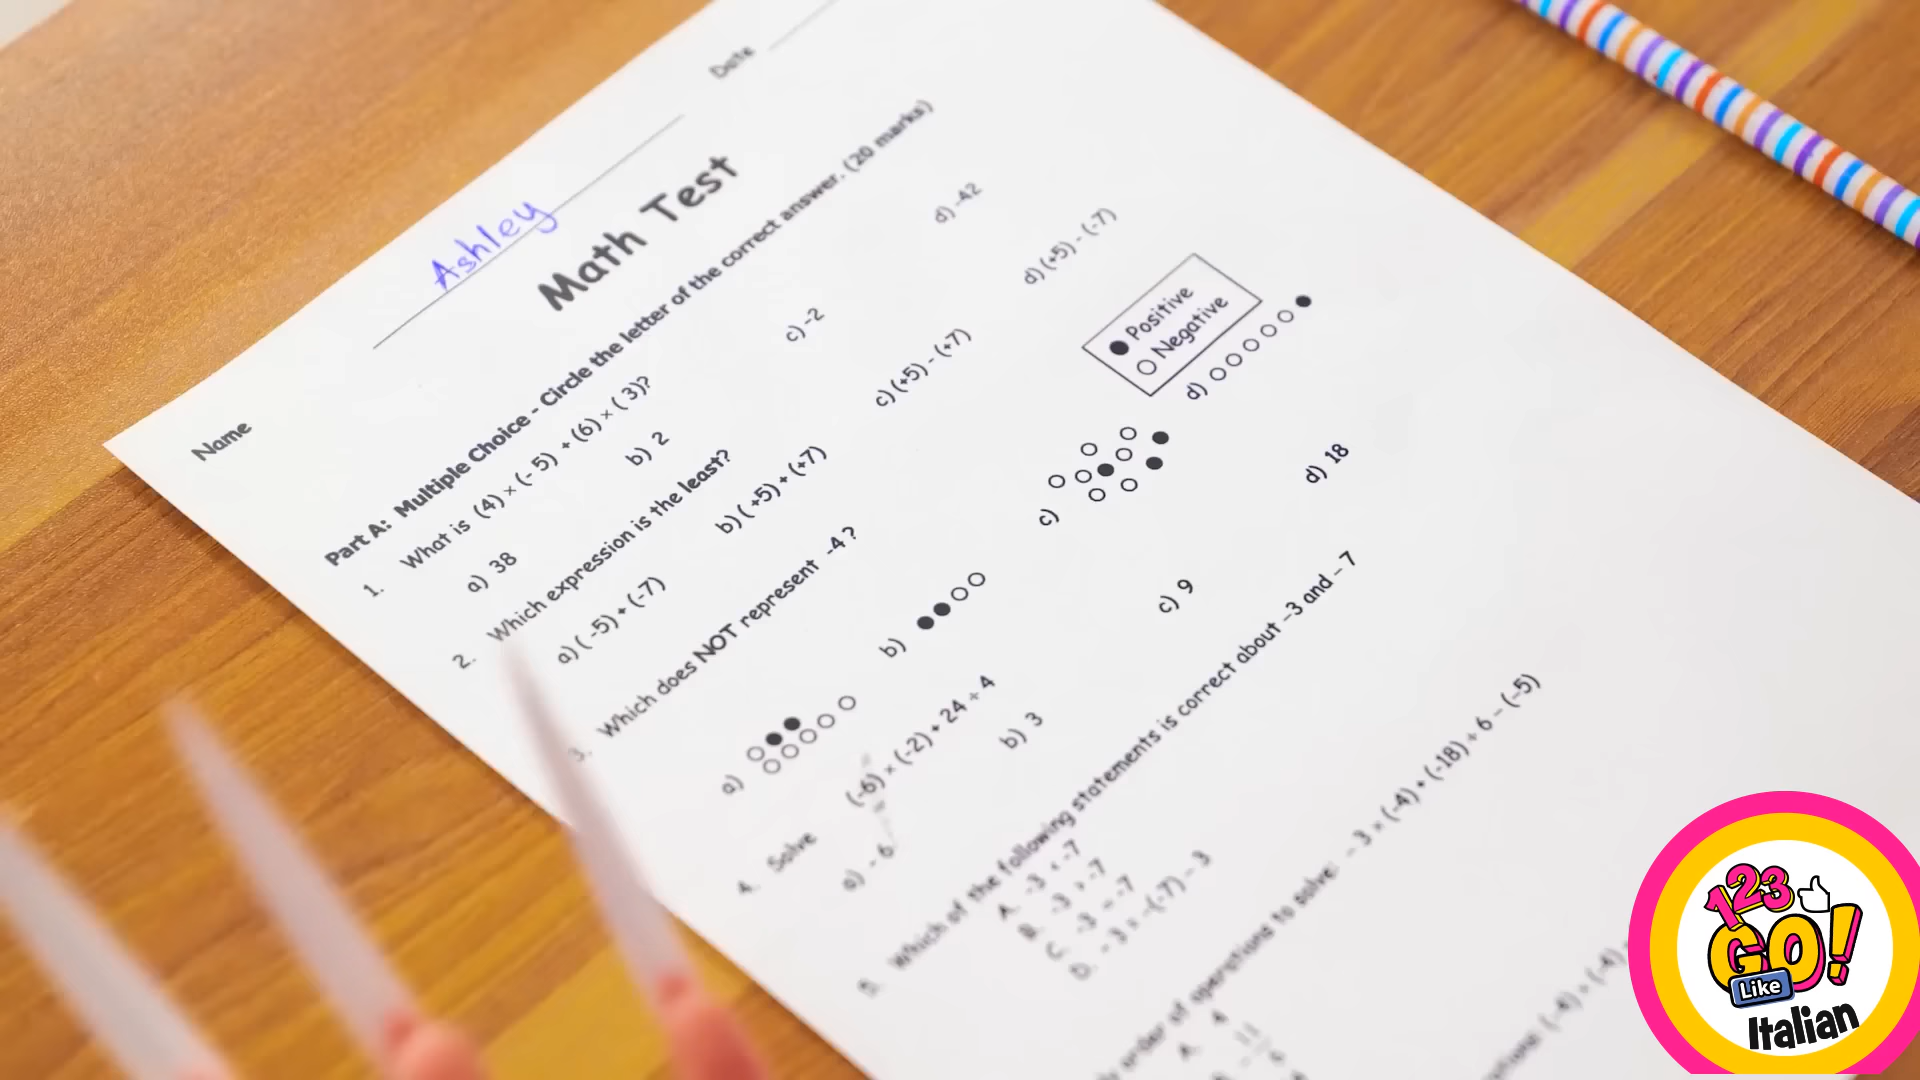 Name Ashley Date
Math Test
Part A: Multiple Choice - Circle the letter of the correct answer. (20 marks)
1. What is (4) × (- 5) + (6) × ( 3)?
a) 38 b) 2 c) -2 d) -42
2. Which expression is the least?
a) ( -5) + (-7) b) ( +5) + (+7) c) (+5) - (+7) d) (+5) - (-7)
3. Which does NOT represent -4 ?
Positive
Negative
a) b) c) d)
4. Solve (-6) × (-2) + 24 ÷ 4
a) - 6 b) 3 c) 9 d) 18
5. Which of the following statements is correct about -3 and - 7
A. -3 < -7
B. -3 > -7
C. -3 = -7
D. - 3 > -(-7) - 3
order of operations to solve: - 3 × (-4) + (-18) ÷ 6 - (-5)
A. 4
123
GO!
Like
Italian